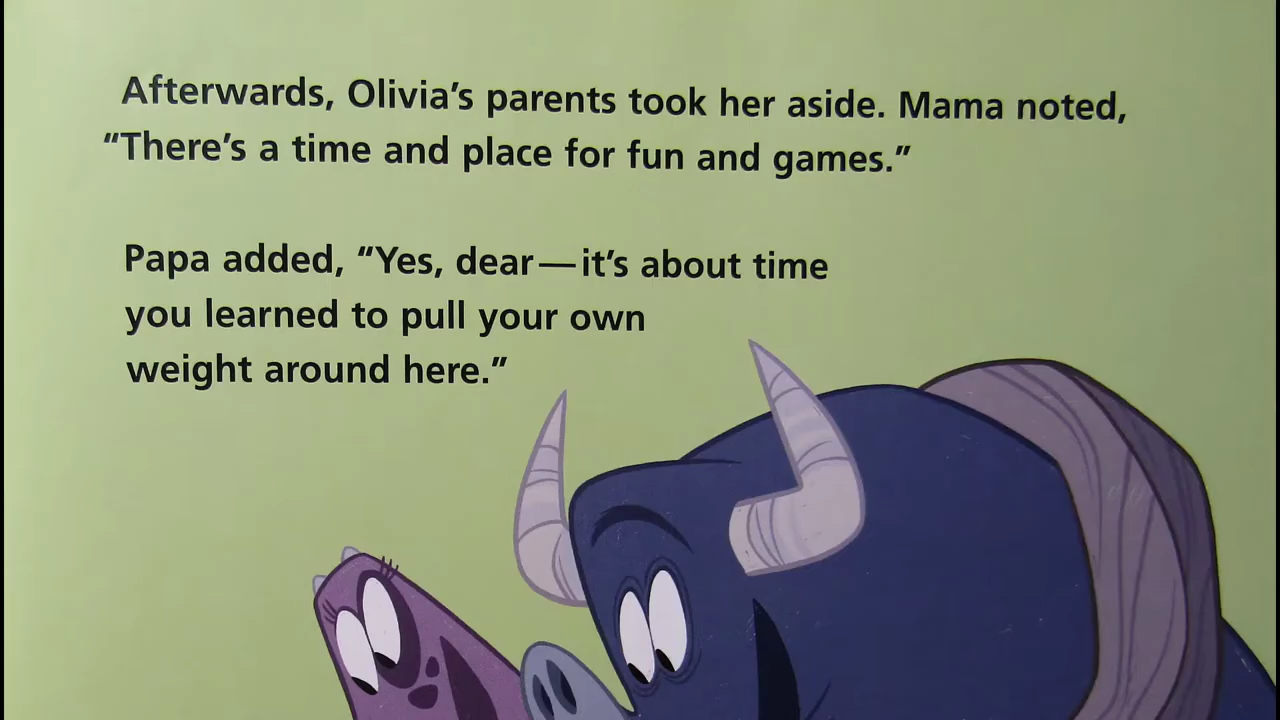 Afterwards, Olivia’s parents took her aside. Mama noted,
“There’s a time and place for fun and games.”
Papa added, “Yes, dear—it’s about time
you learned to pull your own
weight around here.”